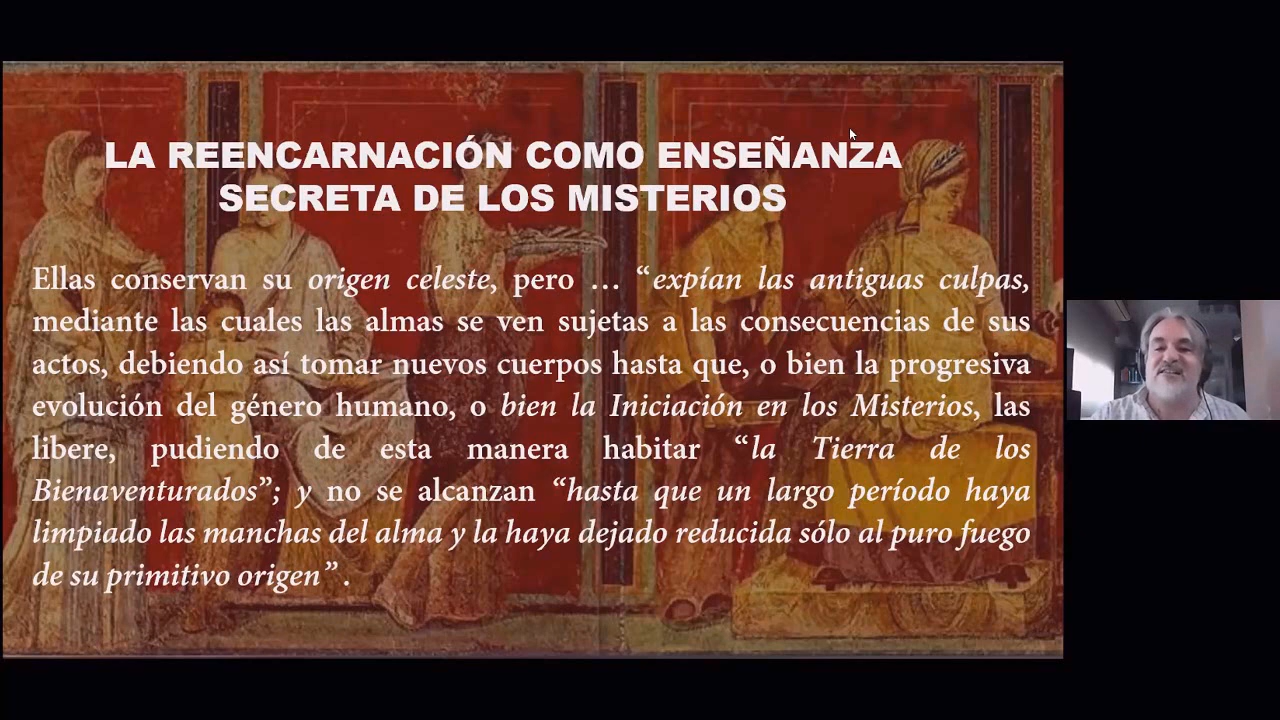 LA REENCARNACIÓN COMO ENSEÑANZA
SECRETA DE LOS MISTERIOS
Ellas conservan su origen celeste, pero … “expían las antiguas culpas,
mediante las cuales las almas se ven sujetas a las consecuencias de sus
actos, debiendo así tomar nuevos cuerpos hasta que, o bien la progresiva
evolución del género humano, o bien la Iniciación en los Misterios, las
libere, pudiendo de esta manera habitar “la Tierra de los
Bienaventurados”; y no se alcanzan “hasta que un largo período haya
limpiado las manchas del alma y la haya dejado reducida sólo al puro fuego
de su primitivo origen” .